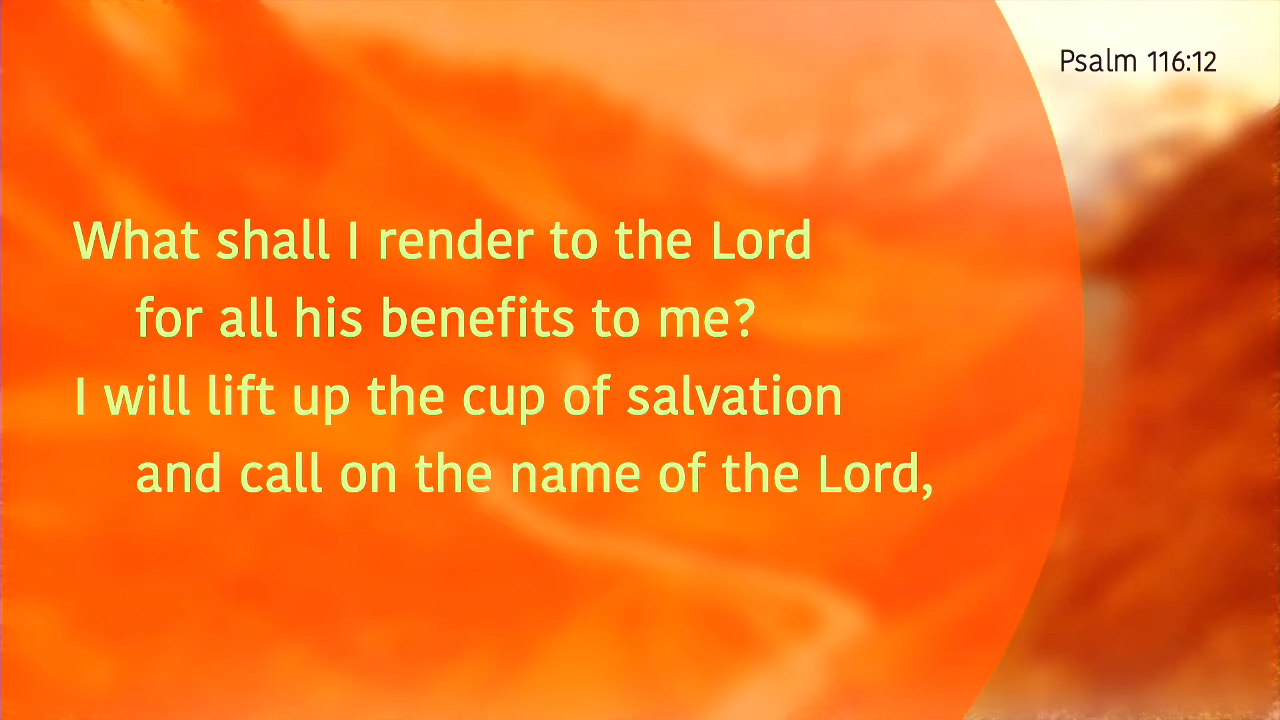 Psalm 116:12
What shall I render to the Lord
for all his benefits to me?
I will lift up the cup of salvation
and call on the name of the Lord,